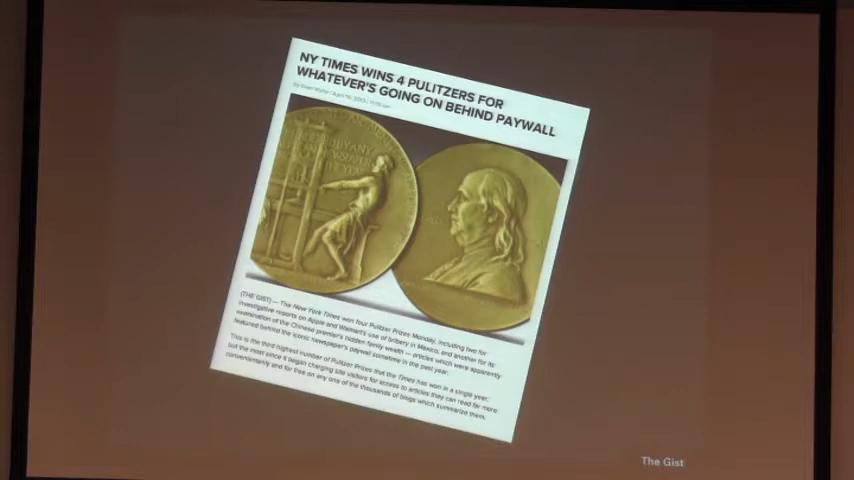 NY TIMES WINS 4 PULITZERS FOR
WHATEVER'S GOING ON BEHIND PAYWALL
(THE GIST) — The New York Times won four Pulitzer Prizes Monday, including two for
investigative reports on Apple and Walmart's use of bribery in Mexico, and another for its
examination of the Chinese premier's hidden family wealth — articles which were apparently
featured behind the iconic newspaper's paywall sometime in the past year.
This is the third highest number of Pulitzer Prizes that the Times has won in a single year,
but the most since it began charging site visitors for access to articles they can read far more
conveniently and for free on any one of the thousands of blogs which summarize them.
The Gist